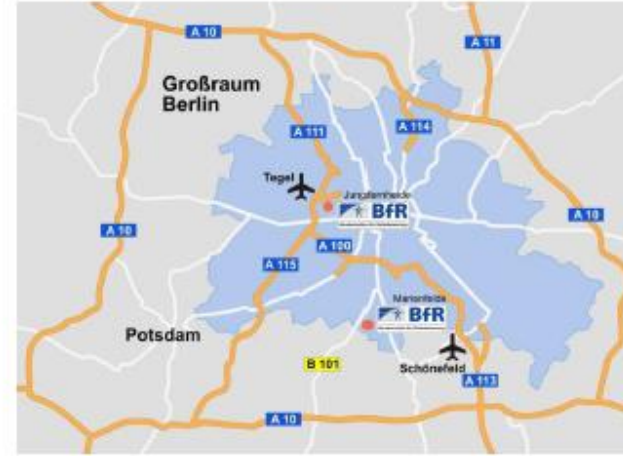 A 10
A 11
Großraum
Berlin
A 111
A 114
Tegel
Jungfernheide
BfR
A 10
A 10
A 100
A 115
Marienfelde
BfR
Potsdam
B 101
Schönefeld
A 113
A 10